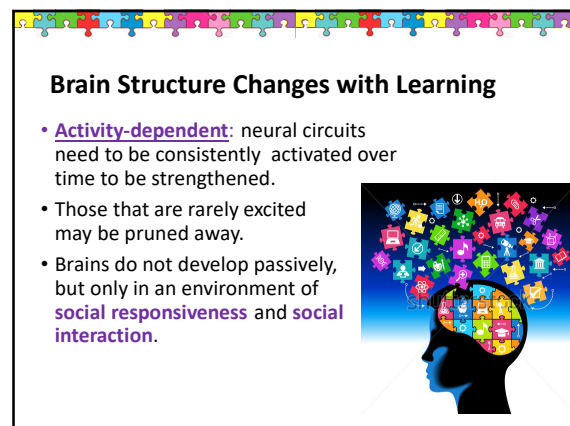 Brain Structure Changes with Learning
• Activity-dependent: neural circuits
need to be consistently activated over
time to be strengthened.
• Those that are rarely excited
may be pruned away.
• Brains do not develop passively,
but only in an environment of
social responsiveness and social
interaction.
H₂O